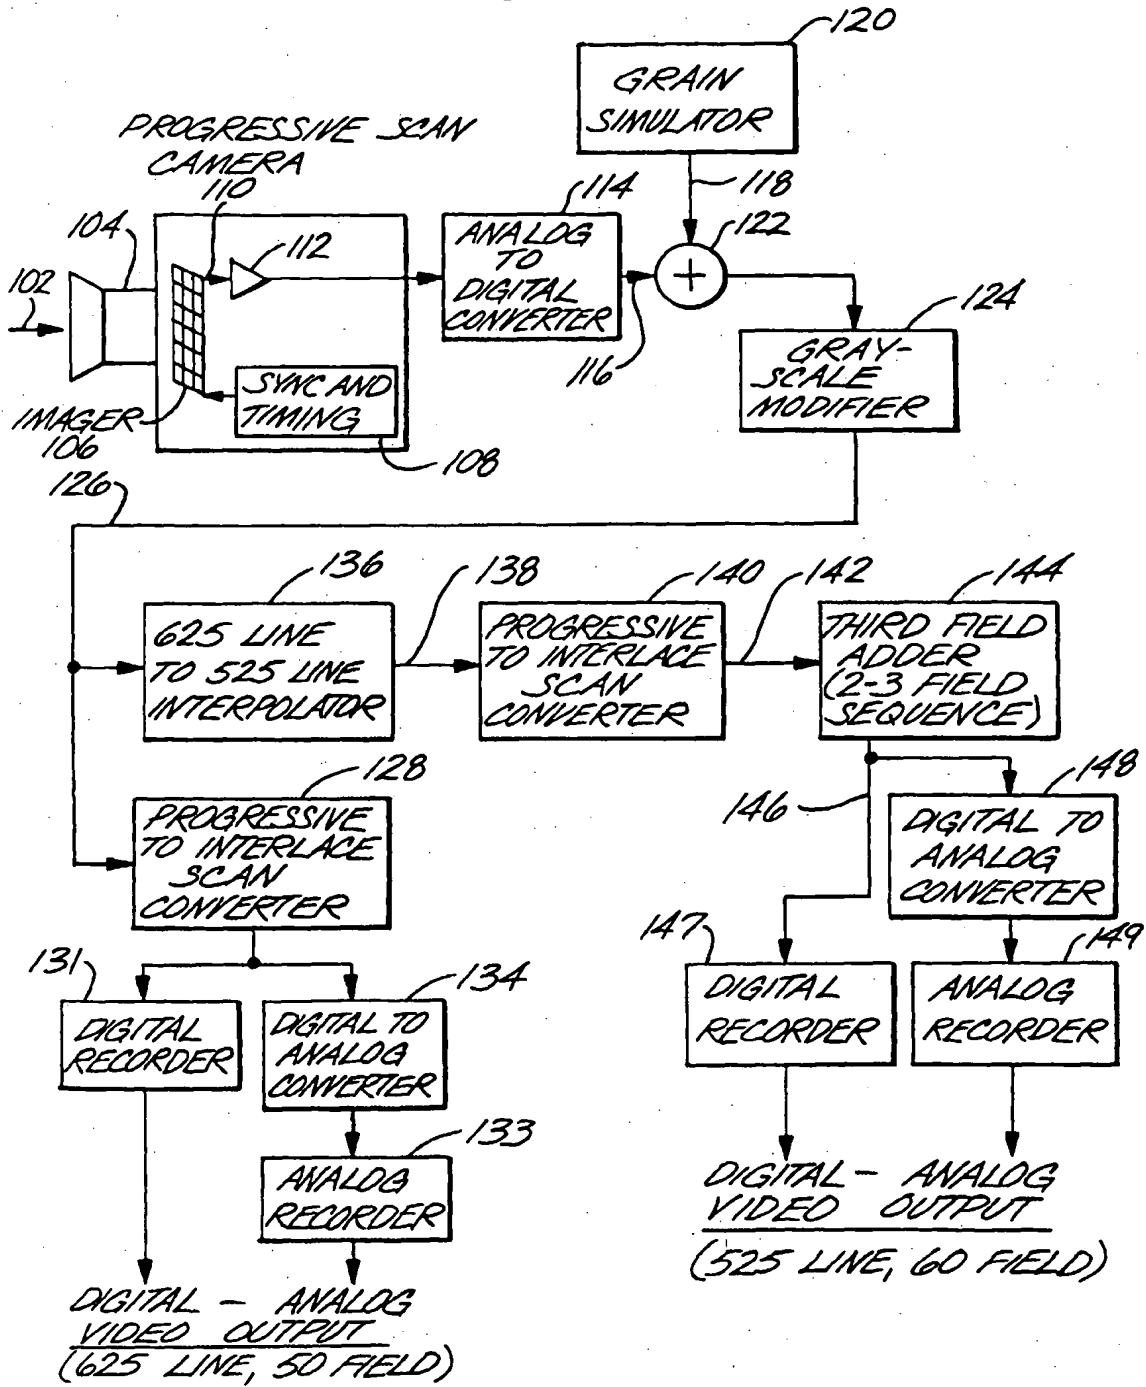 120
GRAIN
SIMULATOR
PROGRESSIVE SCAN
CAMERA
110
118
114
ANALOG
TO
DIGITAL
CONVERTER
122
+
104
112
102
116
124
GRAY-
SCALE
MODIFIER
SYNC AND
TIMING
IMAGER
106
108
126
136
625 LINE
TO 525 LINE
INTERPOLATOR
138
140
PROGRESSIVE
TO INTERLACE
SCAN
CONVERTER
142
144
THIRD FIELD
ADDER
(2-3 FIELD
SEQUENCE)
128
PROGRESSIVE
TO INTERLACE
SCAN
CONVERTER
146
148
DIGITAL TO
ANALOG
CONVERTER
131
DIGITAL
RECORDER
134
DIGITAL TO
ANALOG
CONVERTER
147
DIGITAL
RECORDER
149
ANALOG
RECORDER
133
ANALOG
RECORDER
DIGITAL - ANALOG
VIDEO OUTPUT
(525 LINE, 60 FIELD)
DIGITAL - ANALOG
VIDEO OUTPUT
(625 LINE, 50 FIELD)